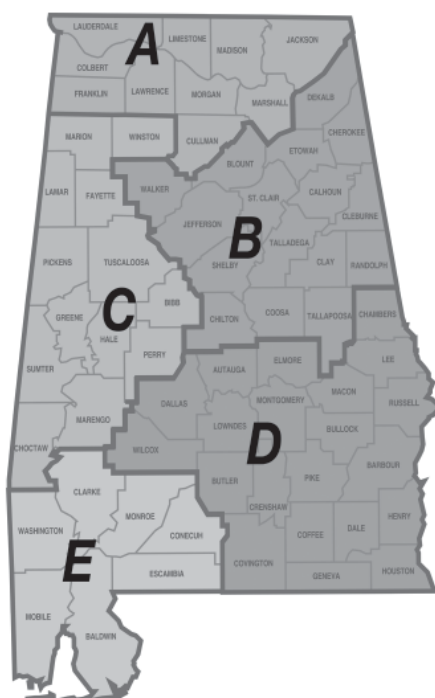 LAUDERDALE
A
LIMESTONE
MADISON
JACKSON
COLBERT
FRANKLIN
LAWRENCE
MORGAN
MARSHALL
DEKALB
MARION
WINSTON
CULLMAN
CHEROKEE
ETOWAH
BLOUNT
WALKER
LAMAR
FAYETTE
ST. CLAIR
CALHOUN
CLEBURNE
JEFFERSON
B
TALLADEGA
PICKENS
TUSCALOOSA
SHELBY
CLAY
RANDOLPH
BIBB
C
GREENE
HALE
CHILTON
COOSA
TALLAPOOSA
CHAMBERS
PERRY
SUMTER
AUTAUGA
ELMORE
LEE
MARENGO
DALLAS
MONTGOMERY
MACON
RUSSELL
LOWNDES
BULLOCK
CHOCTAW
WILCOX
D
BARBOUR
BUTLER
PIKE
CLARKE
MONROE
CRENSHAW
HENRY
WASHINGTON
CONECUH
COFFEE
DALE
E
ESCAMBIA
COVINGTON
GENEVA
HOUSTON
MOBILE
BALDWIN